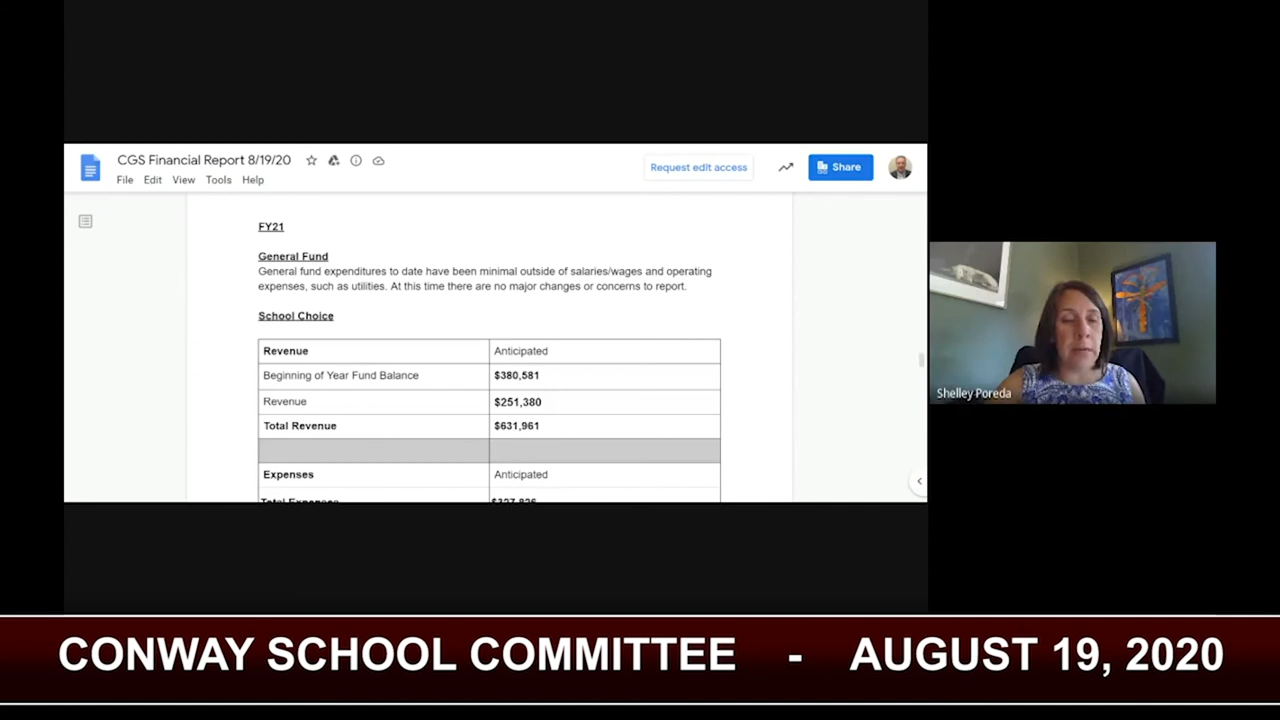 CGS Financial Report 8/19/20
File Edit View Tools Help
Request edit access
Share
FY21
General Fund
General fund expenditures to date have been minimal outside of salaries/wages and operating
expenses, such as utilities. At this time there are no major changes or concerns to report.
School Choice
Revenue Anticipated
Beginning of Year Fund Balance $380,581
Revenue $251,380
Total Revenue $631,961
Expenses Anticipated
Total Expenses $327,826
Shelley Poreda
CONWAY SCHOOL COMMITTEE - AUGUST 19, 2020